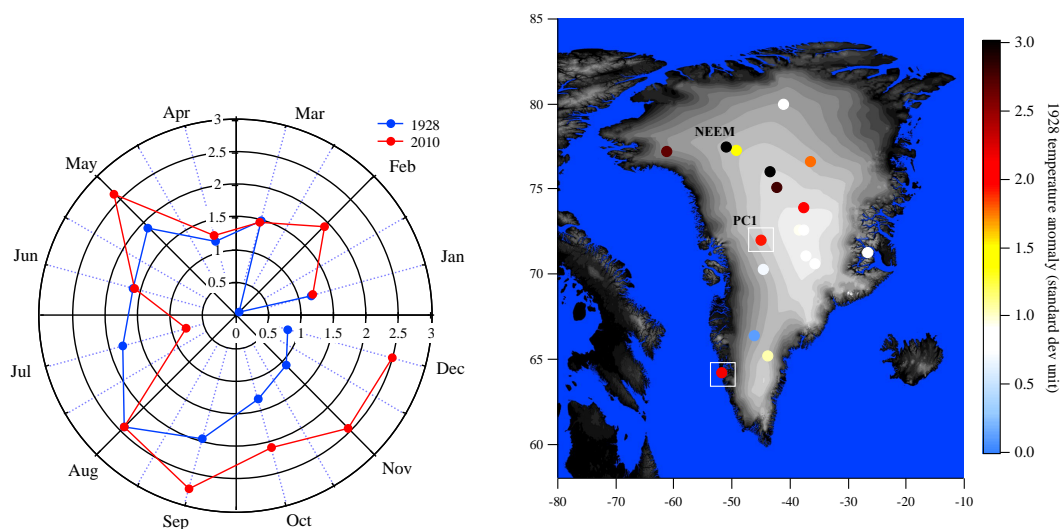 Apr
Mar
May
Feb
Jun
Jan
Jul
Dec
Aug
Nov
Sep
Oct
3
2.5
2
1.5
1
0.5
0
0
0.5
1.0
1.5
2
2.5
3
1928
2010
85
80
75
70
65
60
-80
-70
-60
-50
-40
-30
-20
-10
NEEM
PC1
3.0
2.5
2.0
1.5
1.0
0.5
0.0
1928 temperature anomaly (standard dev unit)